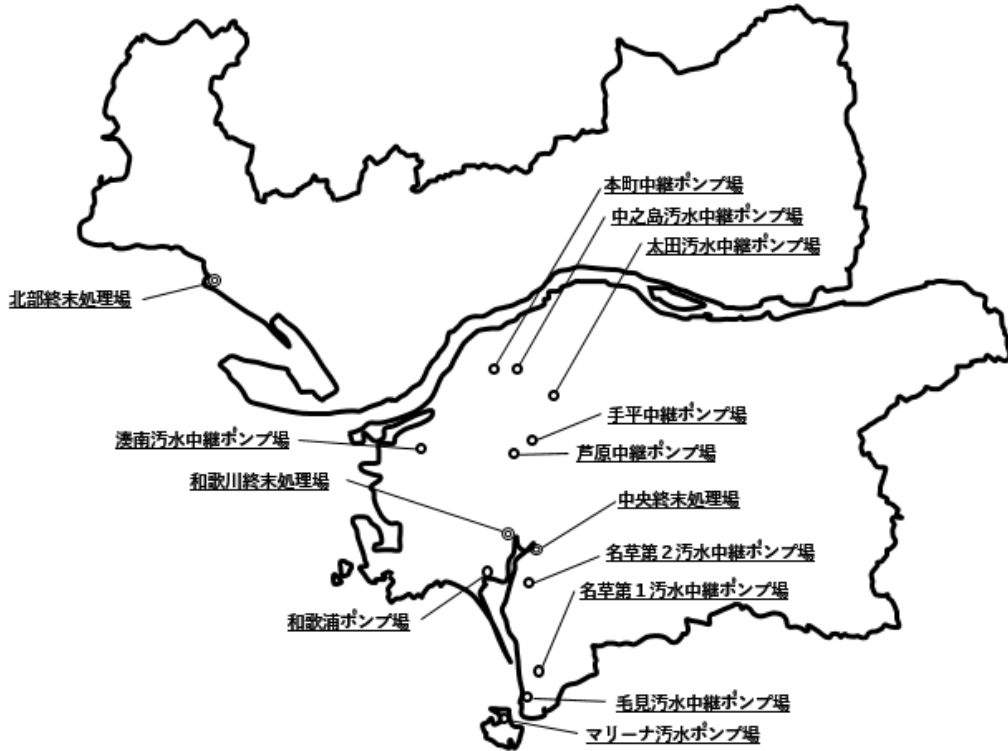 本町中継ポンプ場
中之島汚水中継ポンプ場
太田汚水中継ポンプ場
北部終末処理場
手平中継ポンプ場
湊南汚水中継ポンプ場
芦原中継ポンプ場
和歌川終末処理場
中央終末処理場
名草第２汚水中継ポンプ場
名草第１汚水中継ポンプ場
和歌浦ポンプ場
毛見汚水中継ポンプ場
マリーナ汚水ポンプ場